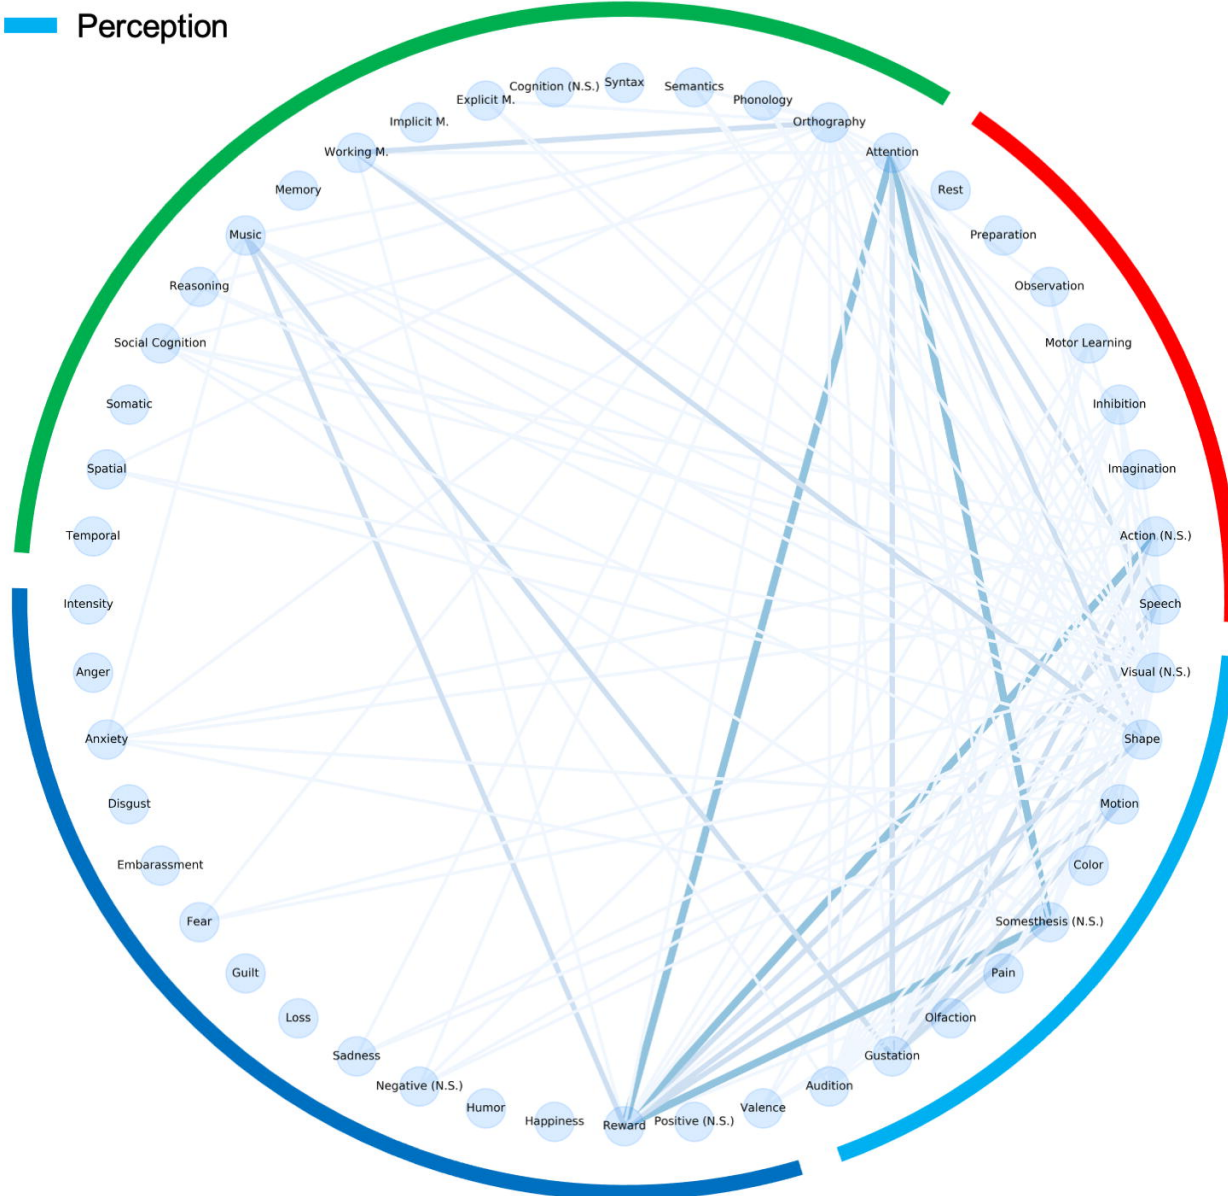 Perception
Cognition (N.S.)
Syntax
Semantics
Explicit M.
Phonology
Implicit M.
Orthography
Working M.
Attention
Memory
Rest
Music
Preparation
Reasoning
Observation
Social Cognition
Motor Learning
Somatic
Inhibition
Spatial
Imagination
Temporal
Action (N.S.)
Intensity
Speech
Anger
Visual (N.S.)
Anxiety
Shape
Disgust
Motion
Embarassment
Color
Fear
Somesthesis (N.S.)
Guilt
Pain
Loss
Olfaction
Sadness
Gustation
Negative (N.S.)
Audition
Humor
Valence
Happiness
Reward
Positive (N.S.)